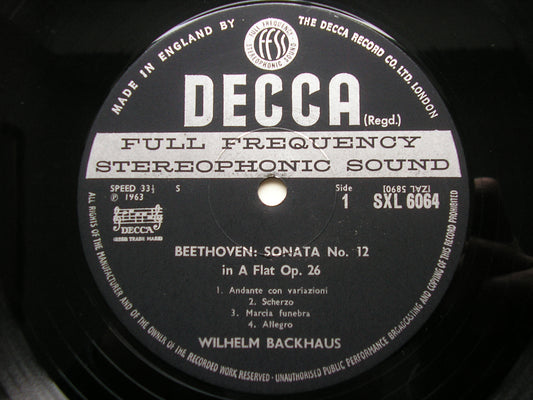 MADE IN ENGLAND BY
THE DECCA RECORD CO. LTD. LONDON
FULL FREQUENCY
FFSS
STEREOPHONIC SOUND
DECCA (Regd.)
FULL FREQUENCY
STEREOPHONIC SOUND
SPEED 33⅓ S
℗ 1963
DECCA
Side
1
(ZAL 5890)
SXL 6064
BEETHOVEN: SONATA No. 12
in A Flat Op. 26
1. Andante con variazioni
2. Scherzo
3. Marcia funebra
4. Allegro
WILHELM BACKHAUS
ALL RIGHTS OF THE MANUFACTURER AND OF THE OWNER OF THE RECORDED WORK RESERVED · UNAUTHORISED PUBLIC PERFORMANCE BROADCASTING AND COPYING OF THIS RECORD PROHIBITED